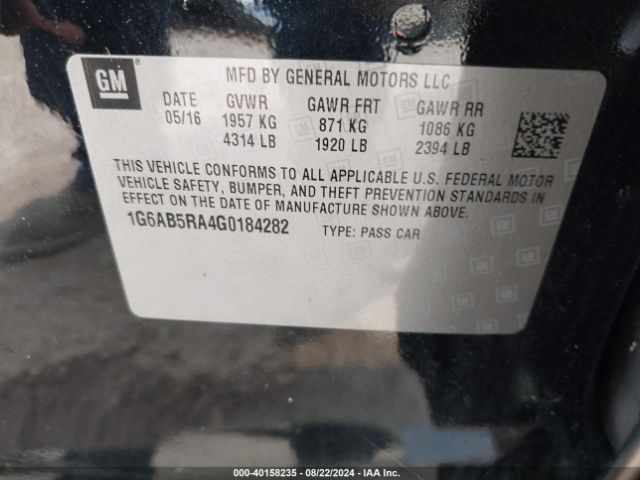 GM
MFD BY GENERAL MOTORS LLC
DATE GVWR GAWR FRT GAWR RR
05/16 1957 KG 871 KG 1086 KG
4314 LB 1920 LB 2394 LB
THIS VEHICLE CONFORMS TO ALL APPLICABLE U.S. FEDERAL MOTOR
VEHICLE SAFETY, BUMPER, AND THEFT PREVENTION STANDARDS IN
EFFECT ON THE DATE OF MANUFACTURE SHOWN ABOVE.
1G6AB5RA4G0184282 TYPE: PASS CAR
000-40158235 - 08/22/2024 - IAA Inc.